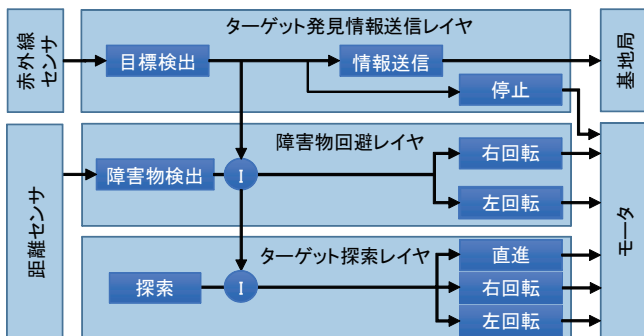 ターゲット発見情報送信レイヤ
赤外線
センサ
目標検出
情報送信
停止
基地局
障害物回避レイヤ
距離センサ
障害物検出
I
右回転
左回転
モータ
ターゲット探索レイヤ
探索
I
直進
右回転
左回転